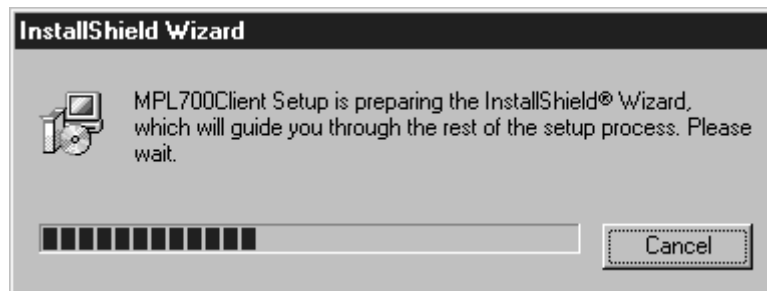 InstallShield Wizard
MPL700Client Setup is preparing the InstallShield® Wizard,
which will guide you through the rest of the setup process. Please
wait.
Cancel